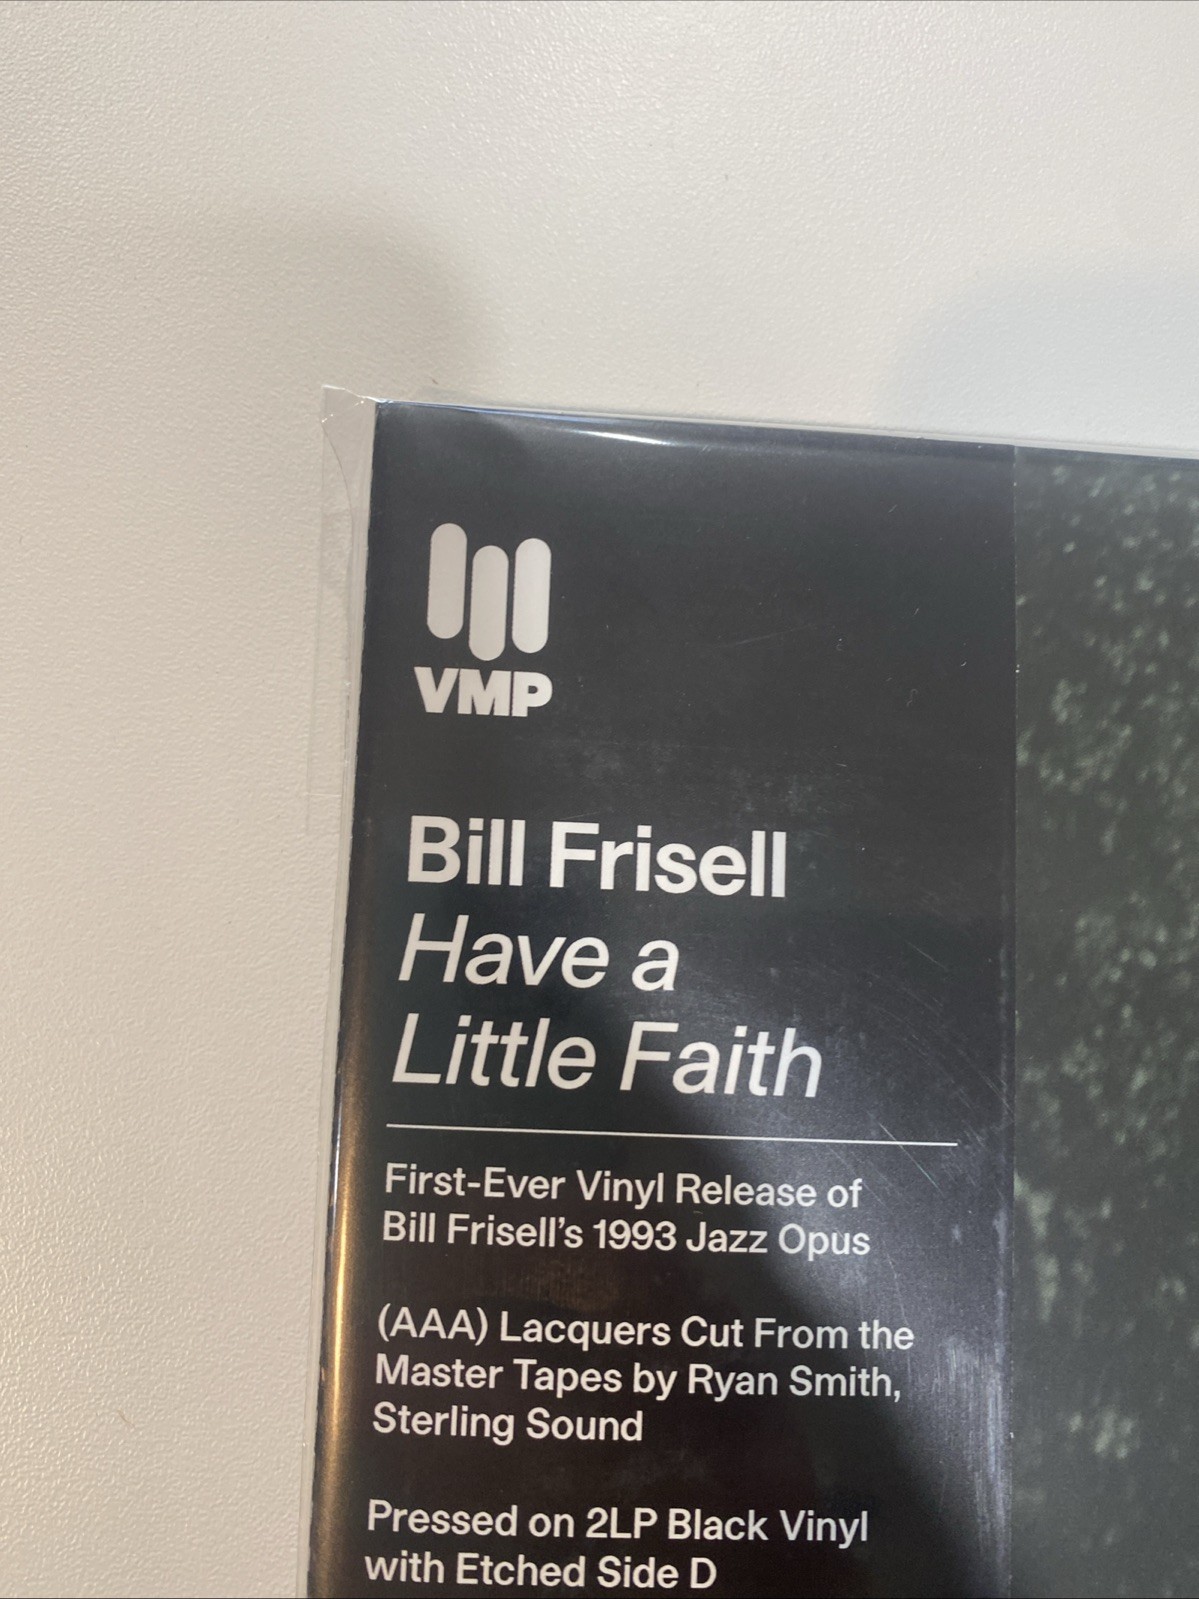 VMP
Bill Frisell
Have a
Little Faith
First-Ever Vinyl Release of
Bill Frisell’s 1993 Jazz Opus
(AAA) Lacquers Cut From the
Master Tapes by Ryan Smith,
Sterling Sound
Pressed on 2LP Black Vinyl
with Etched Side D